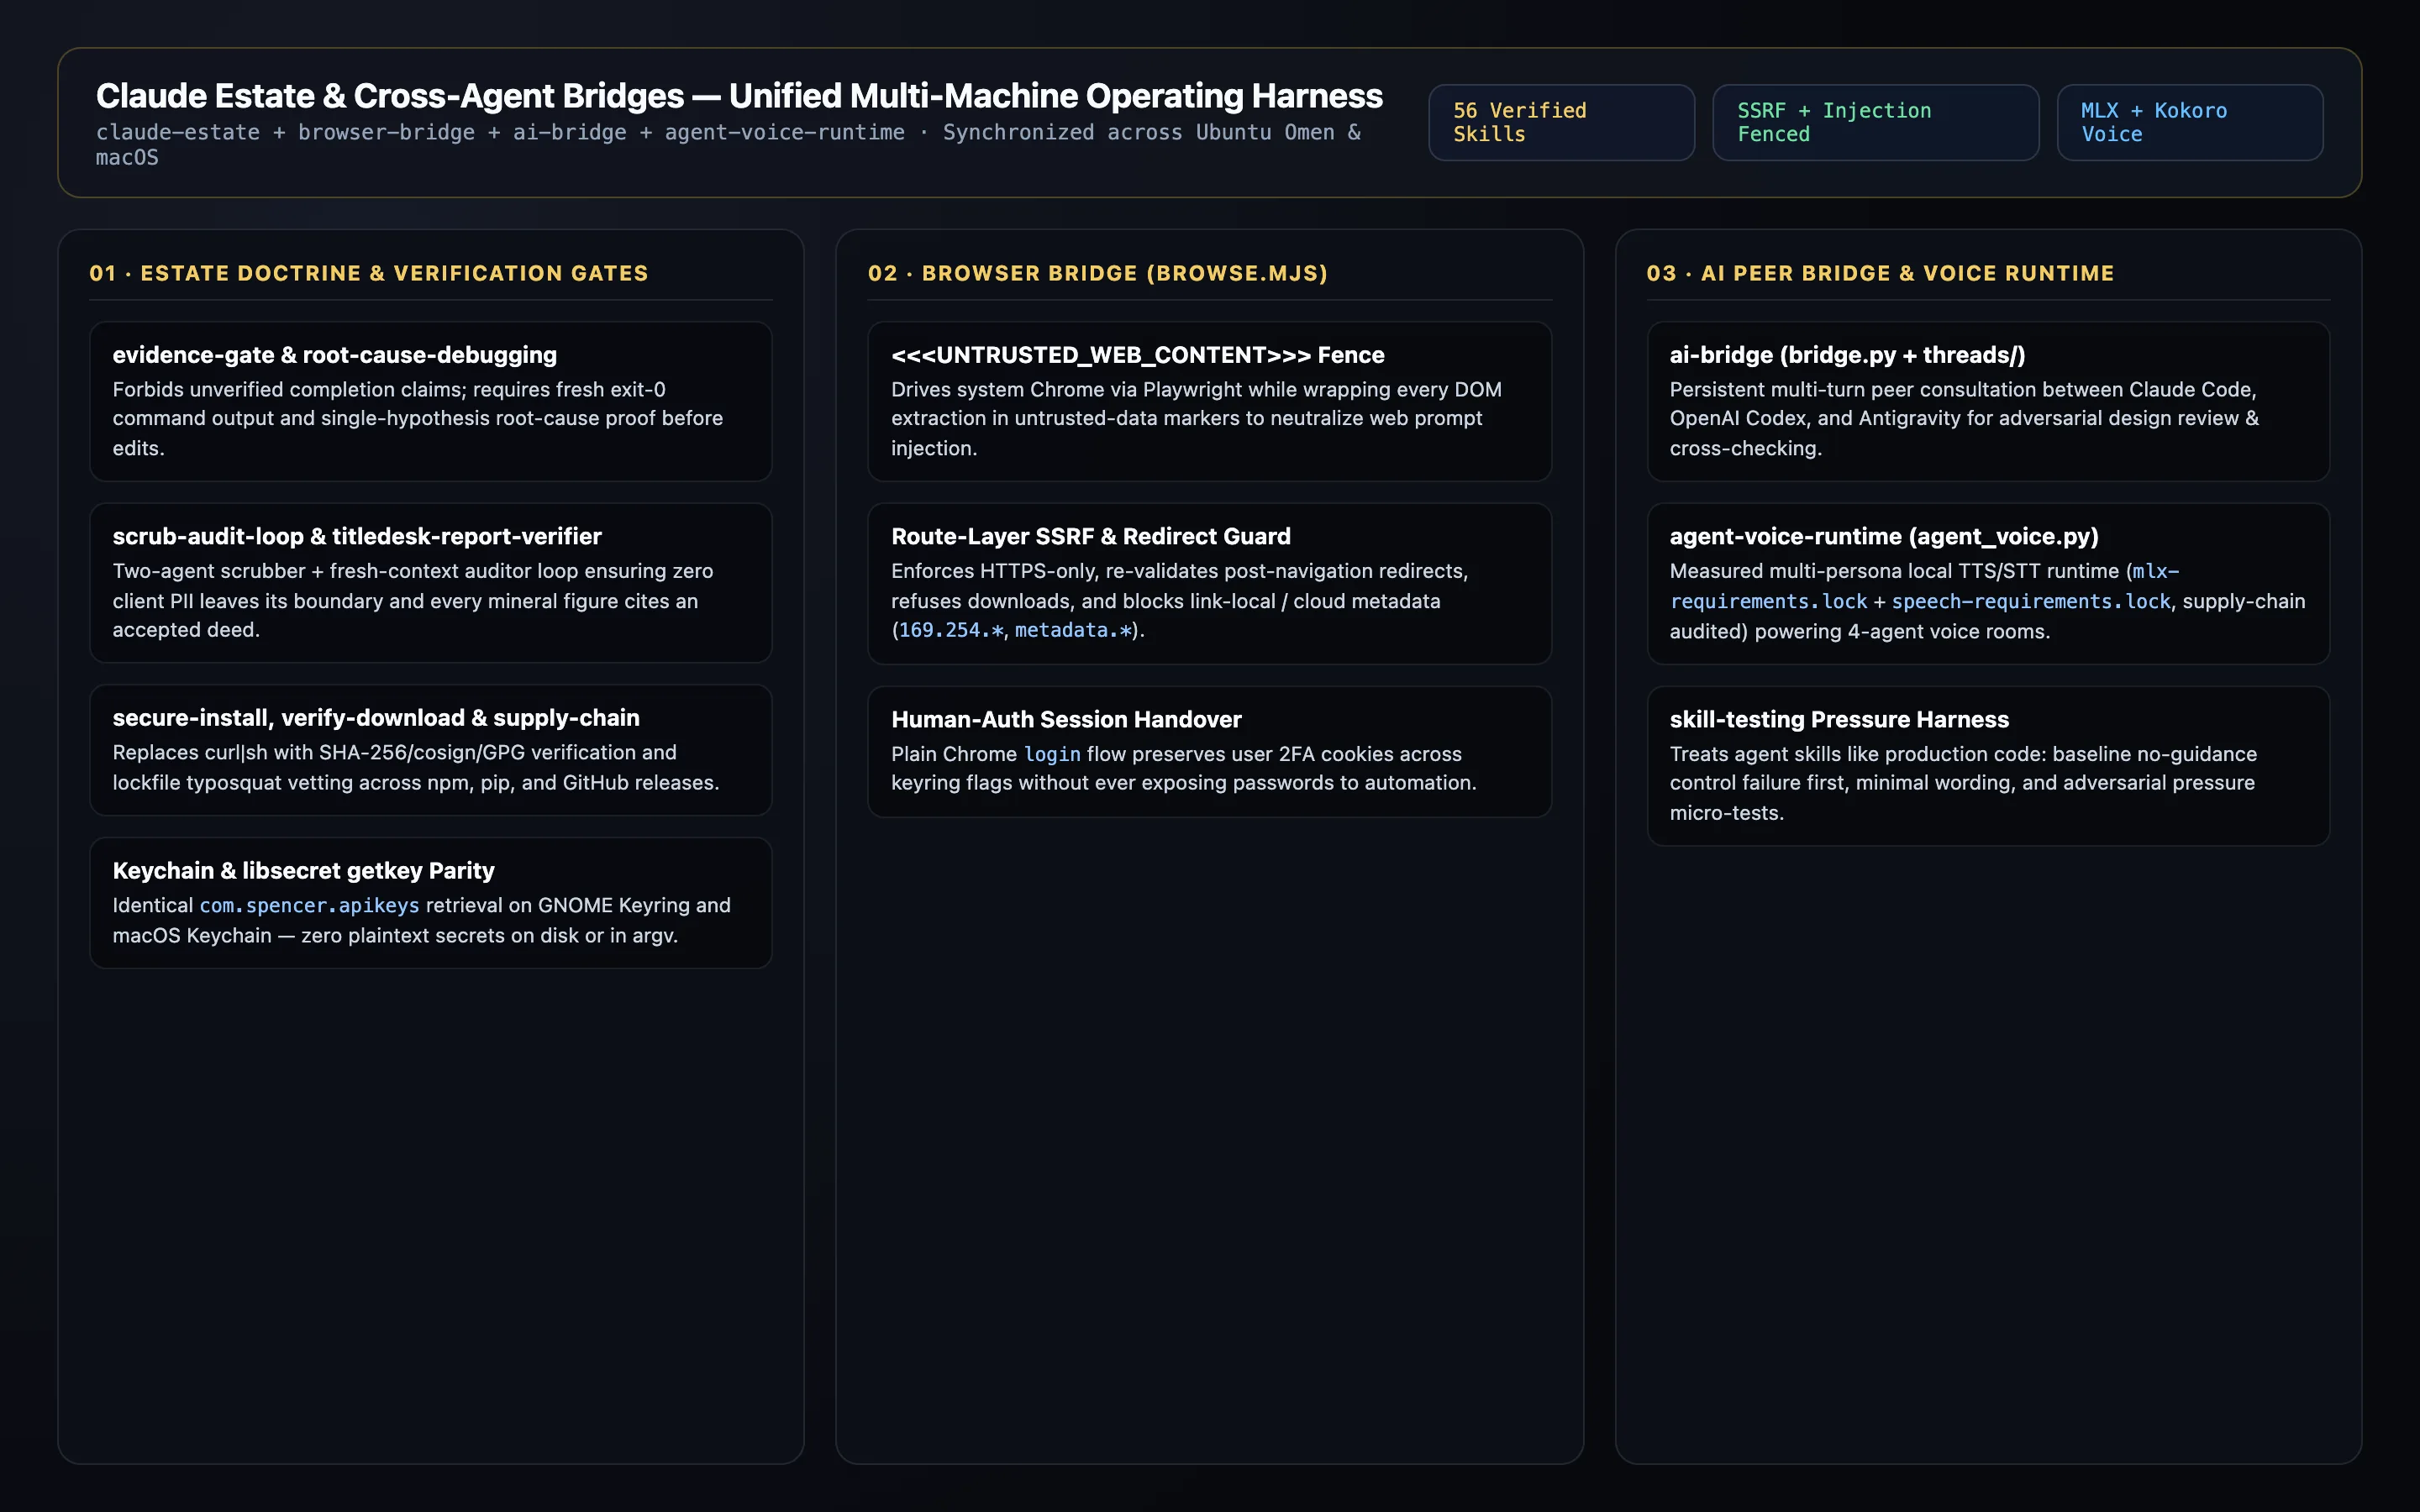 Claude Estate & Cross-Agent Bridges — Unified Multi-Machine Operating Harness
claude-estate + browser-bridge + ai-bridge + agent-voice-runtime · Synchronized across Ubuntu Omen &
macOS
56 Verified
Skills
SSRF + Injection
Fenced
MLX + Kokoro
Voice
01 · ESTATE DOCTRINE & VERIFICATION GATES
evidence-gate & root-cause-debugging
Forbids unverified completion claims; requires fresh exit-0
command output and single-hypothesis root-cause proof before
edits.
scrub-audit-loop & titledesk-report-verifier
Two-agent scrubber + fresh-context auditor loop ensuring zero
client PII leaves its boundary and every mineral figure cites an
accepted deed.
secure-install, verify-download & supply-chain
Replaces curl|sh with SHA-256/cosign/GPG verification and
lockfile typosquat vetting across npm, pip, and GitHub releases.
Keychain & libsecret getkey Parity
Identical com.spencer.apikeys retrieval on GNOME Keyring and
macOS Keychain — zero plaintext secrets on disk or in argv.
02 · BROWSER BRIDGE (BROWSE.MJS)
<<<UNTRUSTED_WEB_CONTENT>>> Fence
Drives system Chrome via Playwright while wrapping every DOM
extraction in untrusted-data markers to neutralize web prompt
injection.
Route-Layer SSRF & Redirect Guard
Enforces HTTPS-only, re-validates post-navigation redirects,
refuses downloads, and blocks link-local / cloud metadata
(169.254.*, metadata.*).
Human-Auth Session Handover
Plain Chrome login flow preserves user 2FA cookies across
keyring flags without ever exposing passwords to automation.
03 · AI PEER BRIDGE & VOICE RUNTIME
ai-bridge (bridge.py + threads/)
Persistent multi-turn peer consultation between Claude Code,
OpenAI Codex, and Antigravity for adversarial design review &
cross-checking.
agent-voice-runtime (agent_voice.py)
Measured multi-persona local TTS/STT runtime (mlx-
requirements.lock + speech-requirements.lock, supply-chain
audited) powering 4-agent voice rooms.
skill-testing Pressure Harness
Treats agent skills like production code: baseline no-guidance
control failure first, minimal wording, and adversarial pressure
micro-tests.